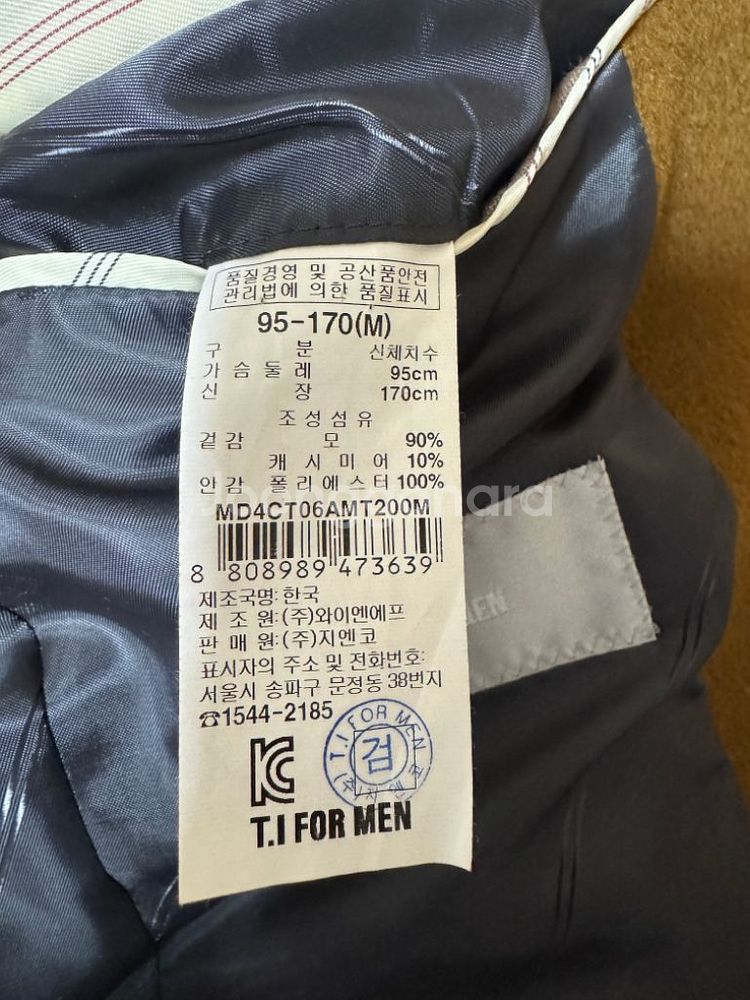 품질경영 및 공산품안전
관리법에 의한 품질표시
95-170(M)
구 분 신체치수
가슴둘레 95cm
신 장 170cm
조성섬유
겉감 모 90%
캐시미어 10%
안감 폴리에스터 100%
MD4CT06AMT200M
8 808989 473639
제조국명:한국
제 조 원:(주)와이엔에프
판 매 원:(주)지엔코
표시자의 주소 및 전화번호:
서울시 송파구 문정동 38번지
☎1544-2185
T.I FOR MEN
검
(주)지엔코
KC
T.I FOR MEN
MEN